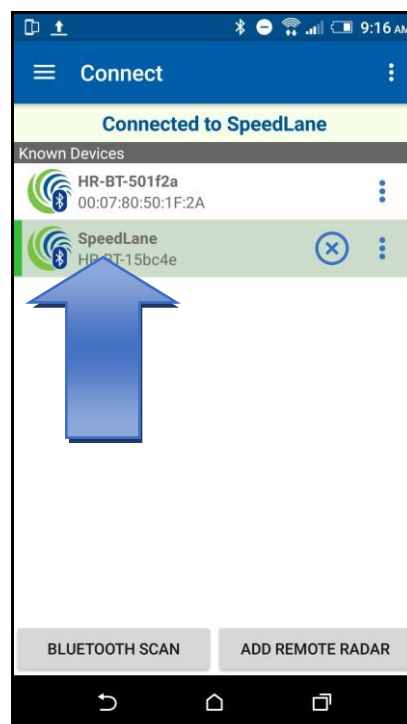 9:16 AM
Connect
Connected to SpeedLane
Known Devices
HR-BT-501f2a
00:07:80:50:1F:2A
SpeedLane
HR-BT-15bc4e
BLUETOOTH SCAN
ADD REMOTE RADAR